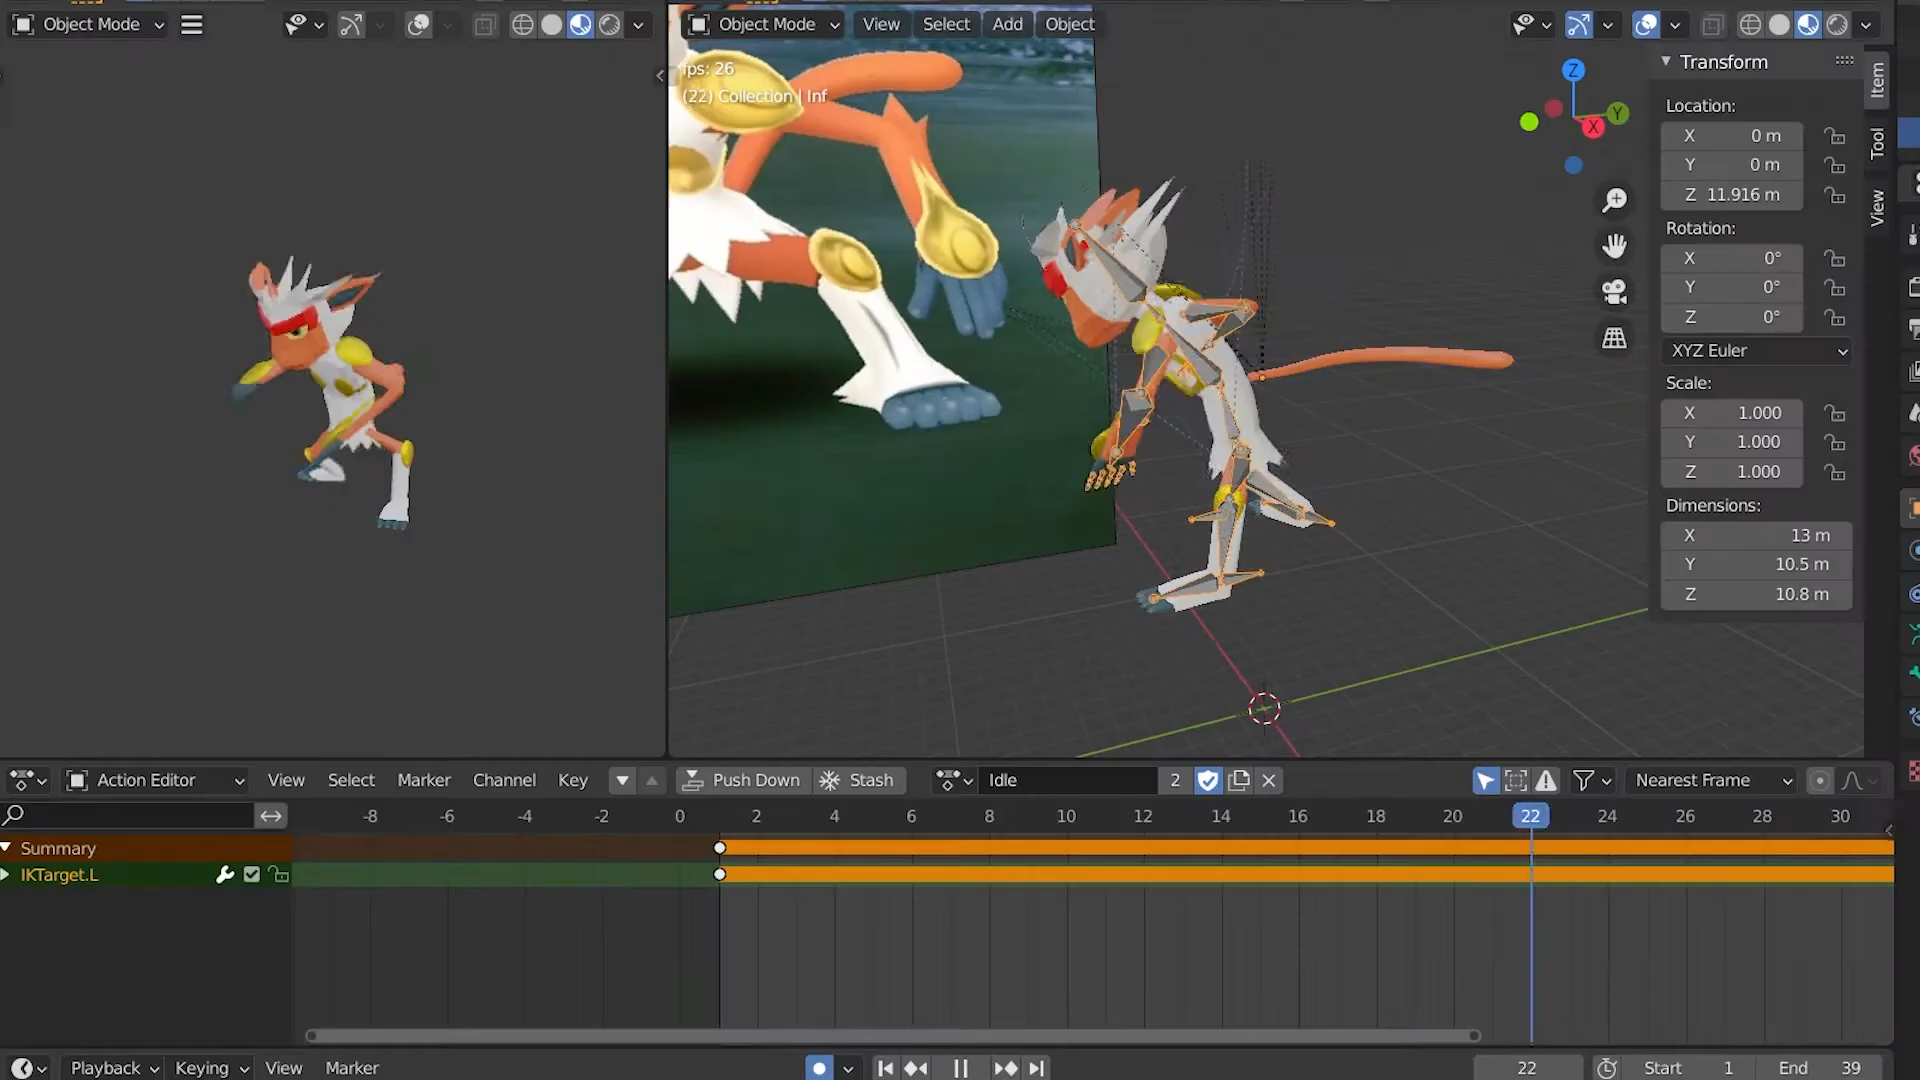 Object Mode
Object Mode View Select Add Object
fps: 26
(22) Collection | Inf
Z
Y
X
Transform
Location:
X 0 m
Y 0 m
Z 11.916 m
Rotation:
X 0°
Y 0°
Z 0°
XYZ Euler
Scale:
X 1.000
Y 1.000
Z 1.000
Dimensions:
X 13 m
Y 10.5 m
Z 10.8 m
Item
Tool
View
Action Editor View Select Marker Channel Key Push Down Stash Idle 2 Nearest Frame
-8 -6 -4 -2 0 2 4 6 8 10 12 14 16 18 20 22 24 26 28 30
Summary
IKTarget.L
Playback Keying View Marker 22 Start 1 End 39